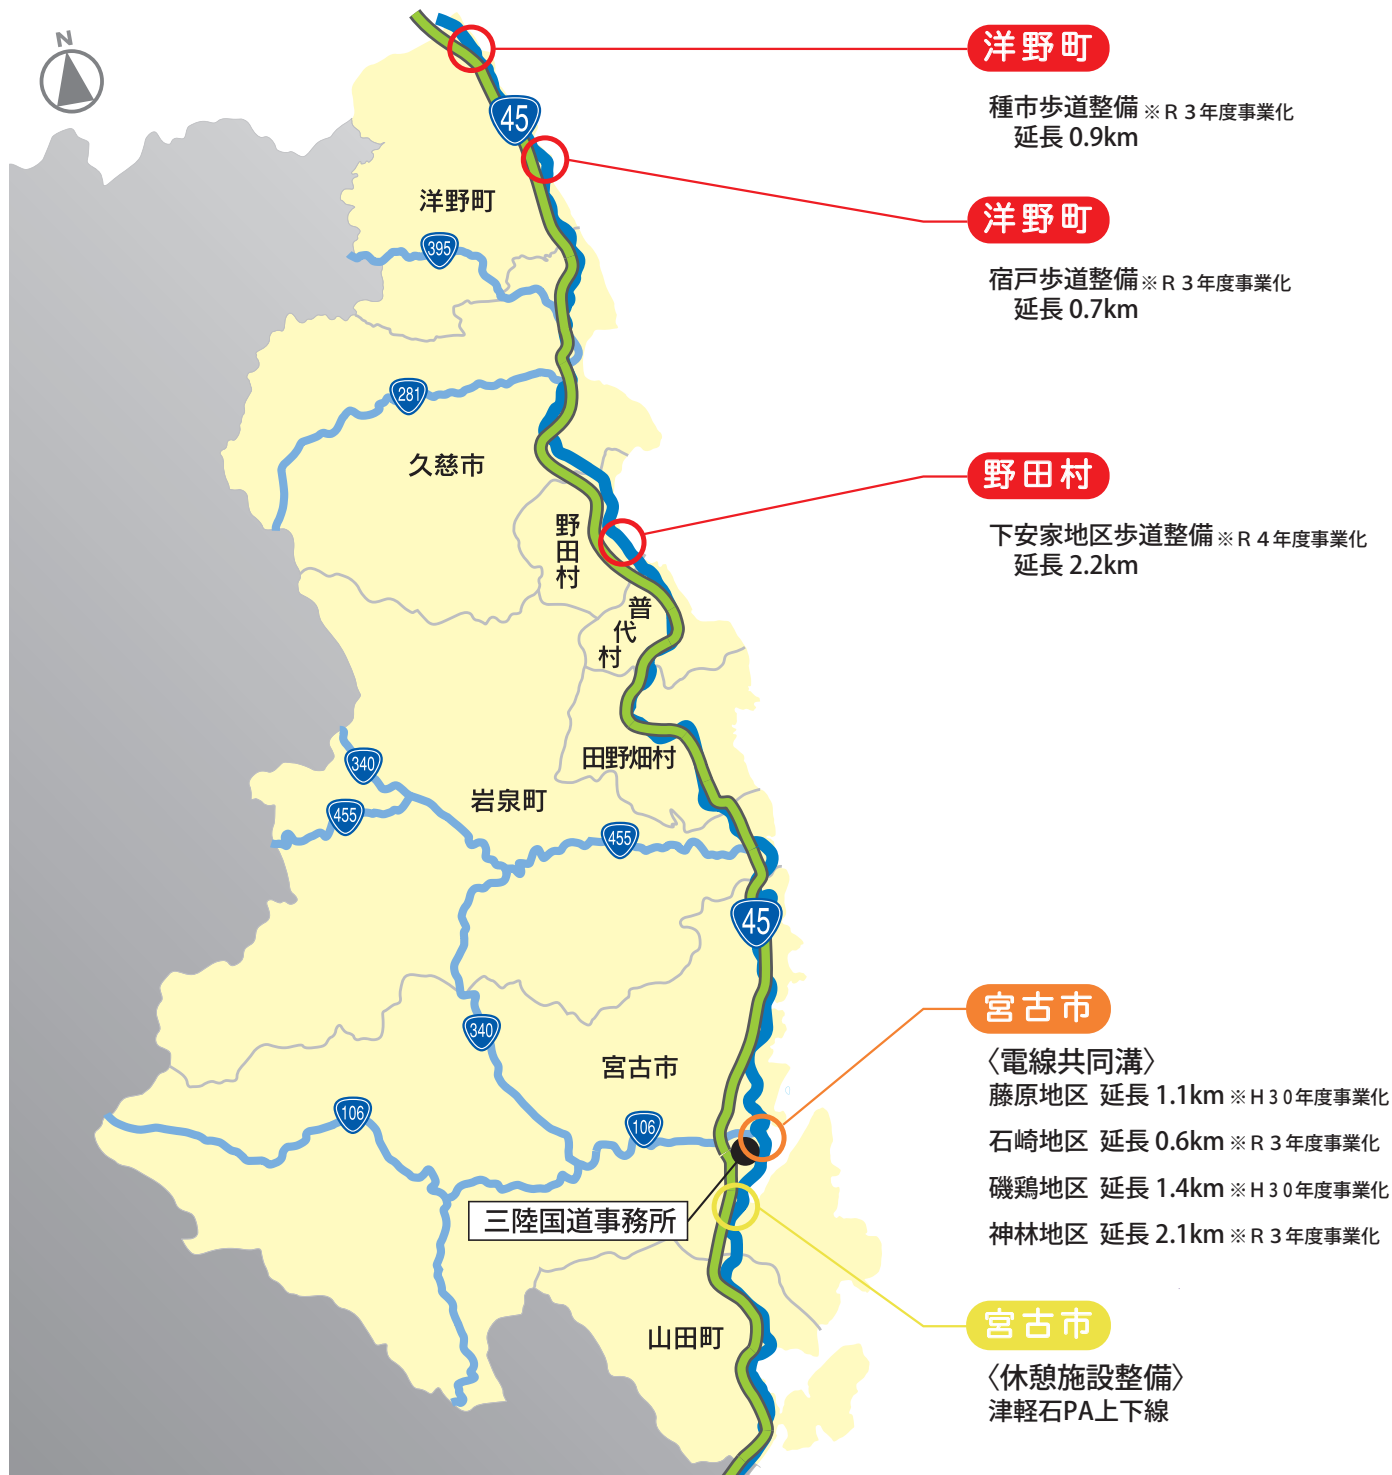 N
洋野町
種市歩道整備 ※Ｒ３年度事業化
延長 0.9km
45
洋野町
宿戸歩道整備 ※Ｒ３年度事業化
延長 0.7km
洋野町
395
281
久慈市
野田村
下安家地区歩道整備 ※Ｒ４年度事業化
延長 2.2km
野田村
普代村
田野畑村
340
455
岩泉町
455
45
340
宮古市
106
106
宮古市
〈電線共同溝〉
藤原地区 延長 1.1km ※Ｈ３０年度事業化
石崎地区 延長 0.6km ※Ｒ３年度事業化
磯鶏地区 延長 1.4km ※Ｈ３０年度事業化
神林地区 延長 2.1km ※Ｒ３年度事業化
三陸国道事務所
山田町
宮古市
〈休憩施設整備〉
津軽石PA上下線